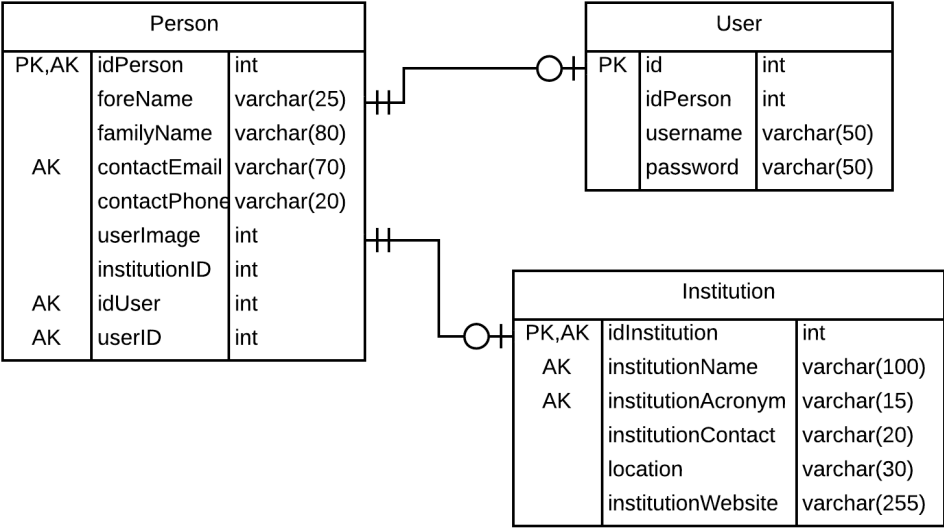 Person
PK,AK idPerson int
foreName varchar(25)
familyName varchar(80)
AK contactEmail varchar(70)
contactPhone varchar(20)
userImage int
institutionID int
AK idUser int
AK userID int
User
PK id int
idPerson int
username varchar(50)
password varchar(50)
Institution
PK,AK idInstitution int
AK institutionName varchar(100)
AK institutionAcronym varchar(15)
institutionContact varchar(20)
location varchar(30)
institutionWebsite varchar(255)